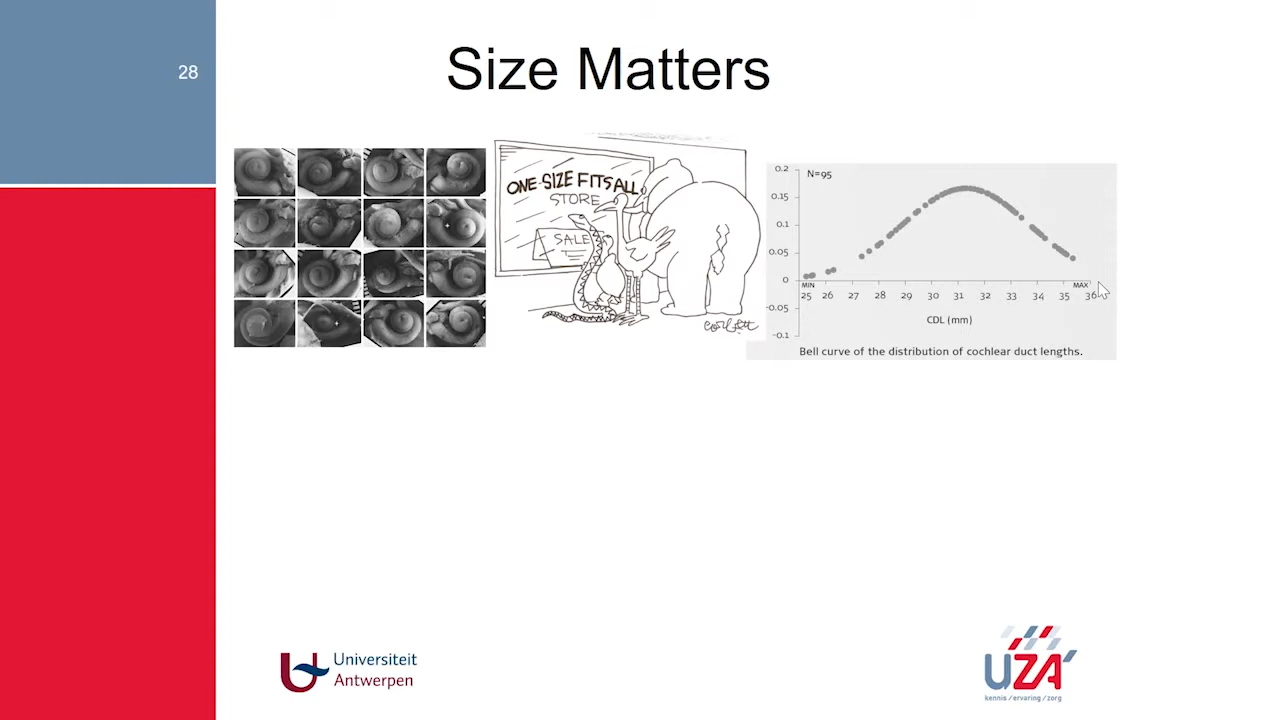 28
Size Matters
ONE-SIZE FITS ALL
STORE
SALE
corbett
N=95
0.2
0.15
0.1
0.05
0
-0.05
-0.1
MIN
MAX
25 26 27 28 29 30 31 32 33 34 35 36
CDL (mm)
Bell curve of the distribution of cochlear duct lengths.
Universiteit
Antwerpen
UZA
kennis / ervaring / zorg